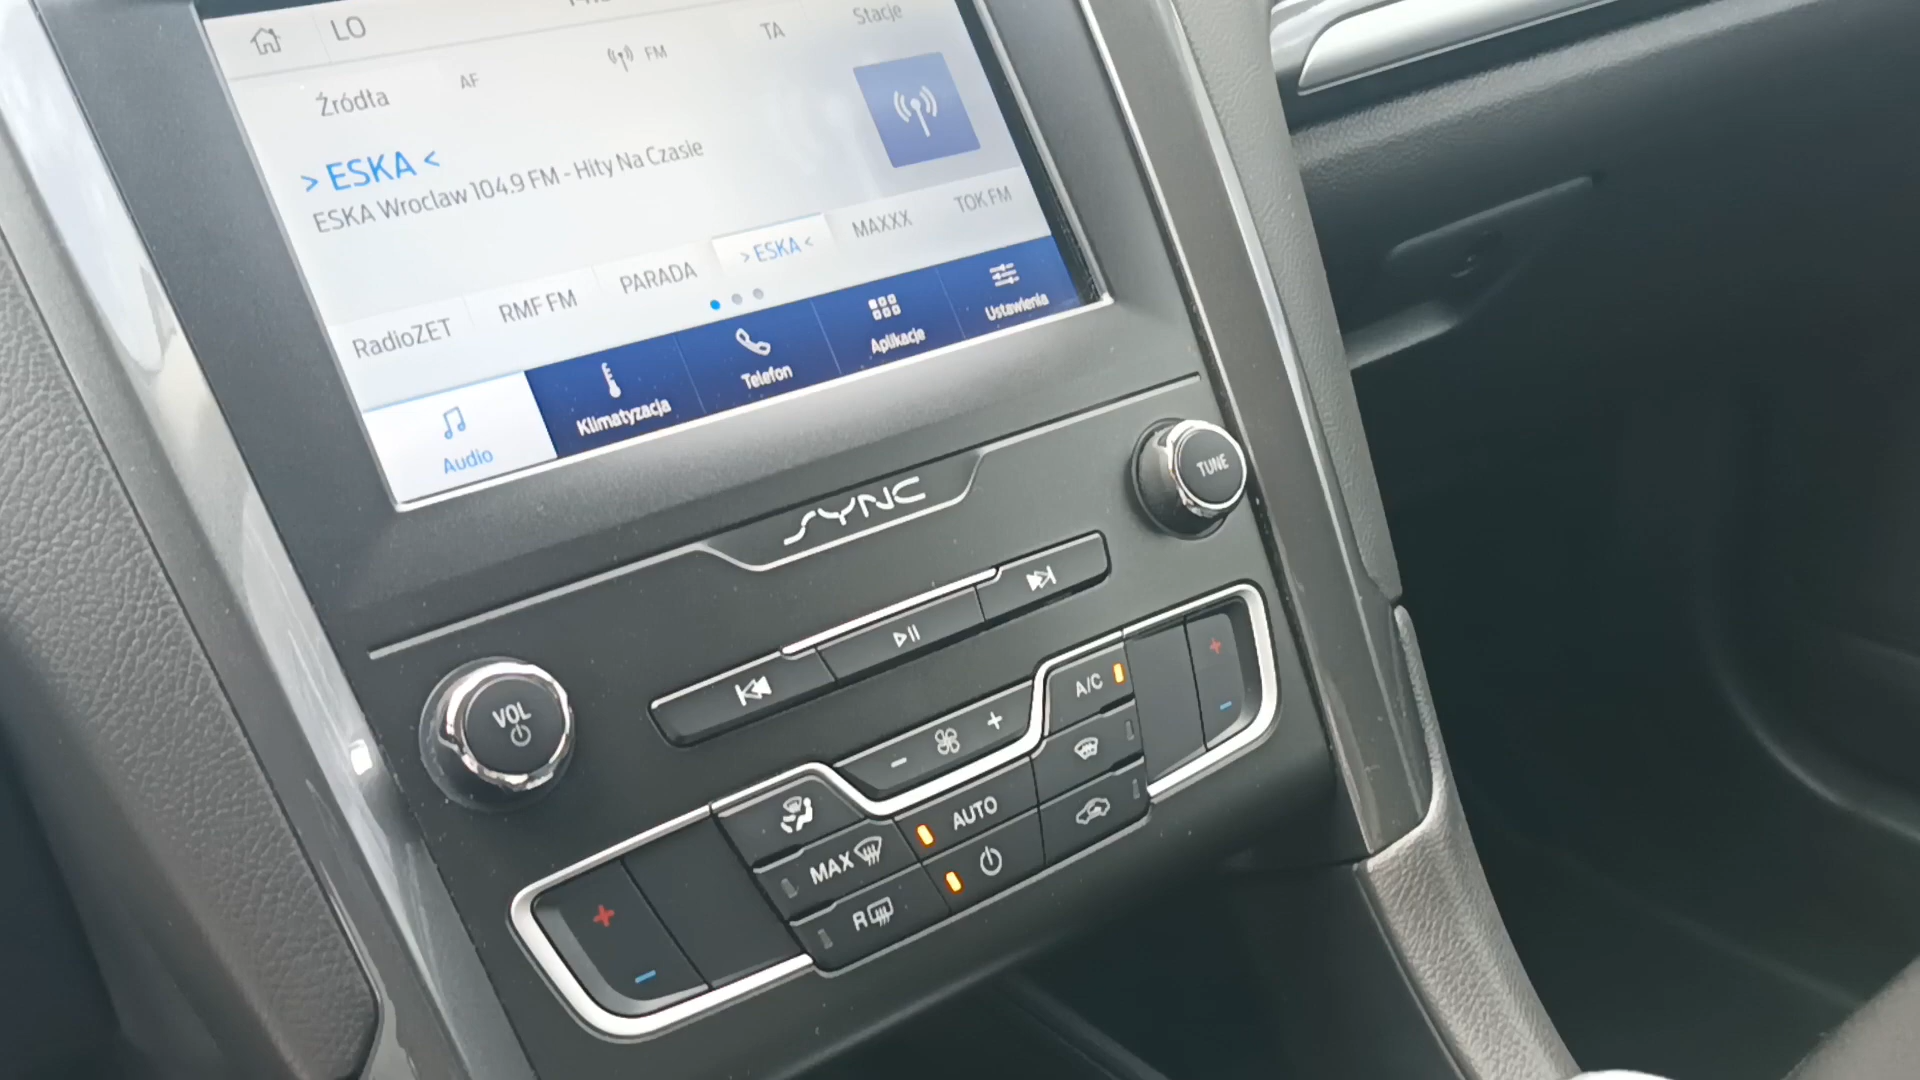 LO
Źródła
AF
FM
TA
Stacje
> ESKA <
ESKA Wroclaw 104.9 FM - Hity Na Czasie
RadioZET
RMF FM
PARADA
> ESKA <
MAXXX
TOK FM
Audio
Klimatyzacja
Telefon
Aplikacje
Ustawienia
SYNC
TUNE
VOL
A/C
AUTO
MAX
R